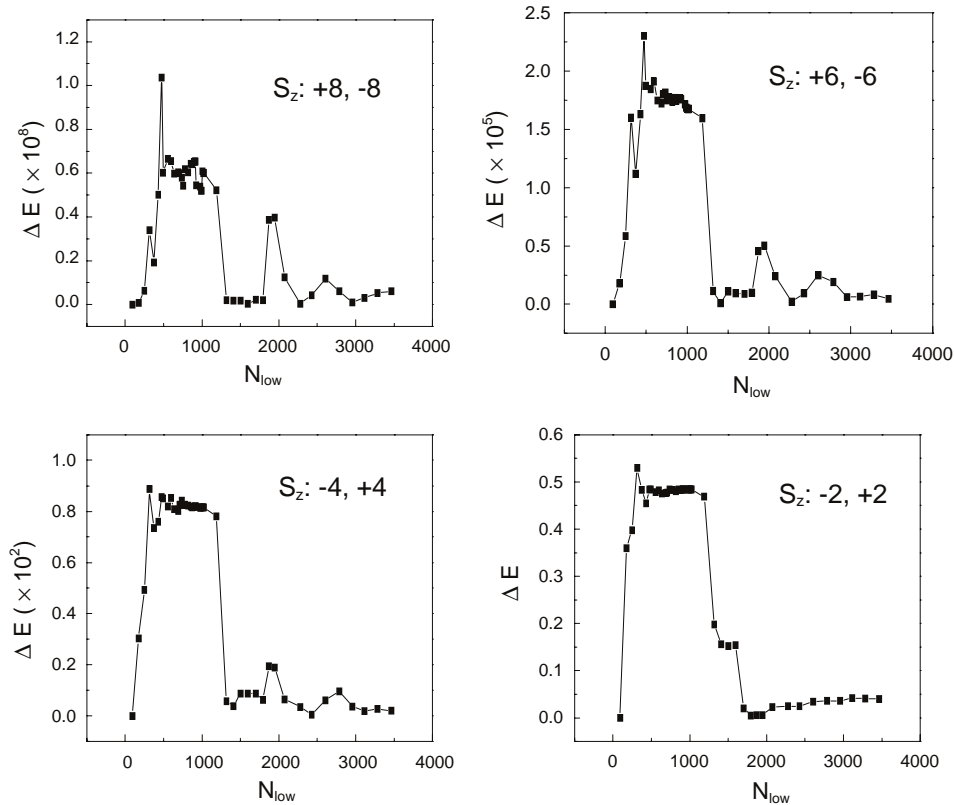 1.2
1.0
0.8
0.6
0.4
0.2
0.0
Δ E ( × 10⁸)
S_z: +8, -8
0 1000 2000 3000 4000
N_low
2.5
2.0
1.5
1.0
0.5
0.0
Δ E ( × 10⁵)
S_z: +6, -6
0 1000 2000 3000 4000
N_low
1.0
0.8
0.6
0.4
0.2
0.0
Δ E ( × 10²)
S_z: -4, +4
0 1000 2000 3000 4000
N_low
0.6
0.5
0.4
0.3
0.2
0.1
0.0
Δ E
S_z: -2, +2
0 1000 2000 3000 4000
N_low